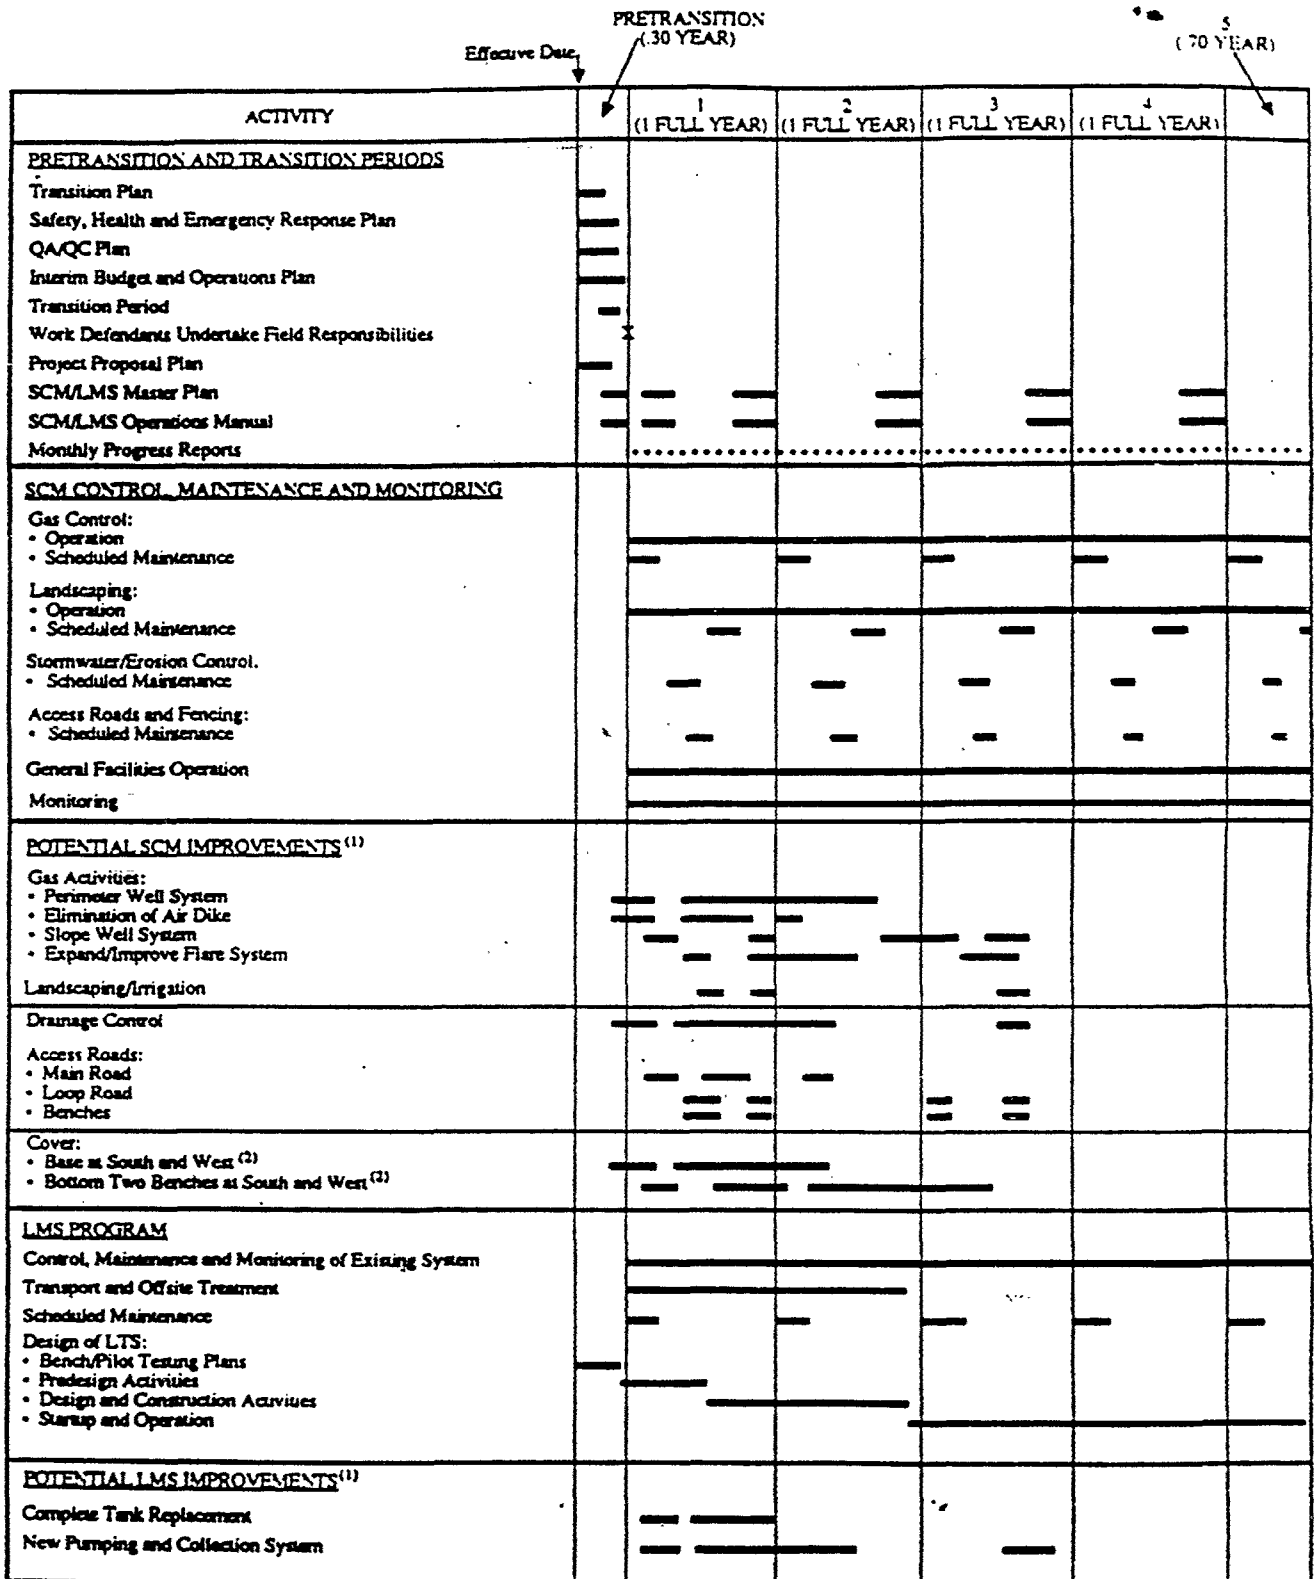 PRETRANSITION
(.30 YEAR)
5
(.70 YEAR)
Effective Date
ACTIVITY
1
(1 FULL YEAR)
2
(1 FULL YEAR)
3
(1 FULL YEAR)
4
(1 FULL YEAR)
PRETRANSITION AND TRANSITION PERIODS
Transition Plan
Safety, Health and Emergency Response Plan
QA/QC Plan
Interim Budget and Operations Plan
Transition Period
Work Defendants Undertake Field Responsibilities
Project Proposal Plan
SCM/LMS Master Plan
SCM/LMS Operations Manual
Monthly Progress Reports
SCM CONTROL, MAINTENANCE AND MONITORING
Gas Control:
• Operation
• Scheduled Maintenance
Landscaping:
• Operation
• Scheduled Maintenance
Stormwater/Erosion Control.
• Scheduled Maintenance
Access Roads and Fencing:
• Scheduled Maintenance
General Facilities Operation
Monitoring
POTENTIAL SCM IMPROVEMENTS (1)
Gas Activities:
• Perimeter Well System
• Elimination of Air Dike
• Slope Well System
• Expand/Improve Flare System
Landscaping/Irrigation
Drainage Control
Access Roads:
• Main Road
• Loop Road
• Benches
Cover:
• Base at South and West (2)
• Bottom Two Benches at South and West (2)
LMS PROGRAM
Control, Maintenance and Monitoring of Existing System
Transport and Offsite Treatment
Scheduled Maintenance
Design of LTS:
• Bench/Pilot Testing Plans
• Predesign Activities
• Design and Construction Activities
• Startup and Operation
POTENTIAL LMS IMPROVEMENTS (1)
Complete Tank Replacement
New Pumping and Collection System